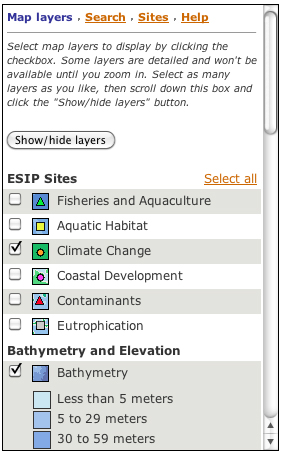 Map layers • Search • Sites • Help
Select map layers to display by clicking the
checkbox. Some layers are detailed and won't be
available until you zoom in. Select as many
layers as you like, then scroll down this box and
click the "Show/hide layers" button.
Show/hide layers
ESIP Sites Select all
Fisheries and Aquaculture
Aquatic Habitat
Climate Change
Coastal Development
Contaminants
Eutrophication
Bathymetry and Elevation
Bathymetry
Less than 5 meters
5 to 29 meters
30 to 59 meters